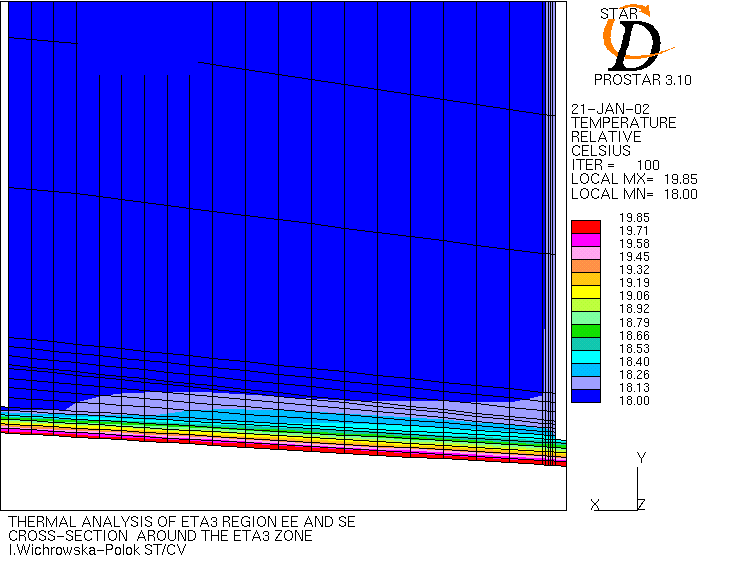 STAR
D
PROSTAR 3.10
21-JAN-02
TEMPERATURE
RELATIVE
CELSIUS
ITER = 100
LOCAL MX= 19.85
LOCAL MN= 18.00
19.85
19.71
19.58
19.45
19.32
19.19
19.06
18.92
18.79
18.66
18.53
18.40
18.26
18.13
18.00
Y
X Z
THERMAL ANALYSIS OF ETA3 REGION EE AND SE
CROSS-SECTION AROUND THE ETA3 ZONE
I.Wichrowska-Polok ST/CV